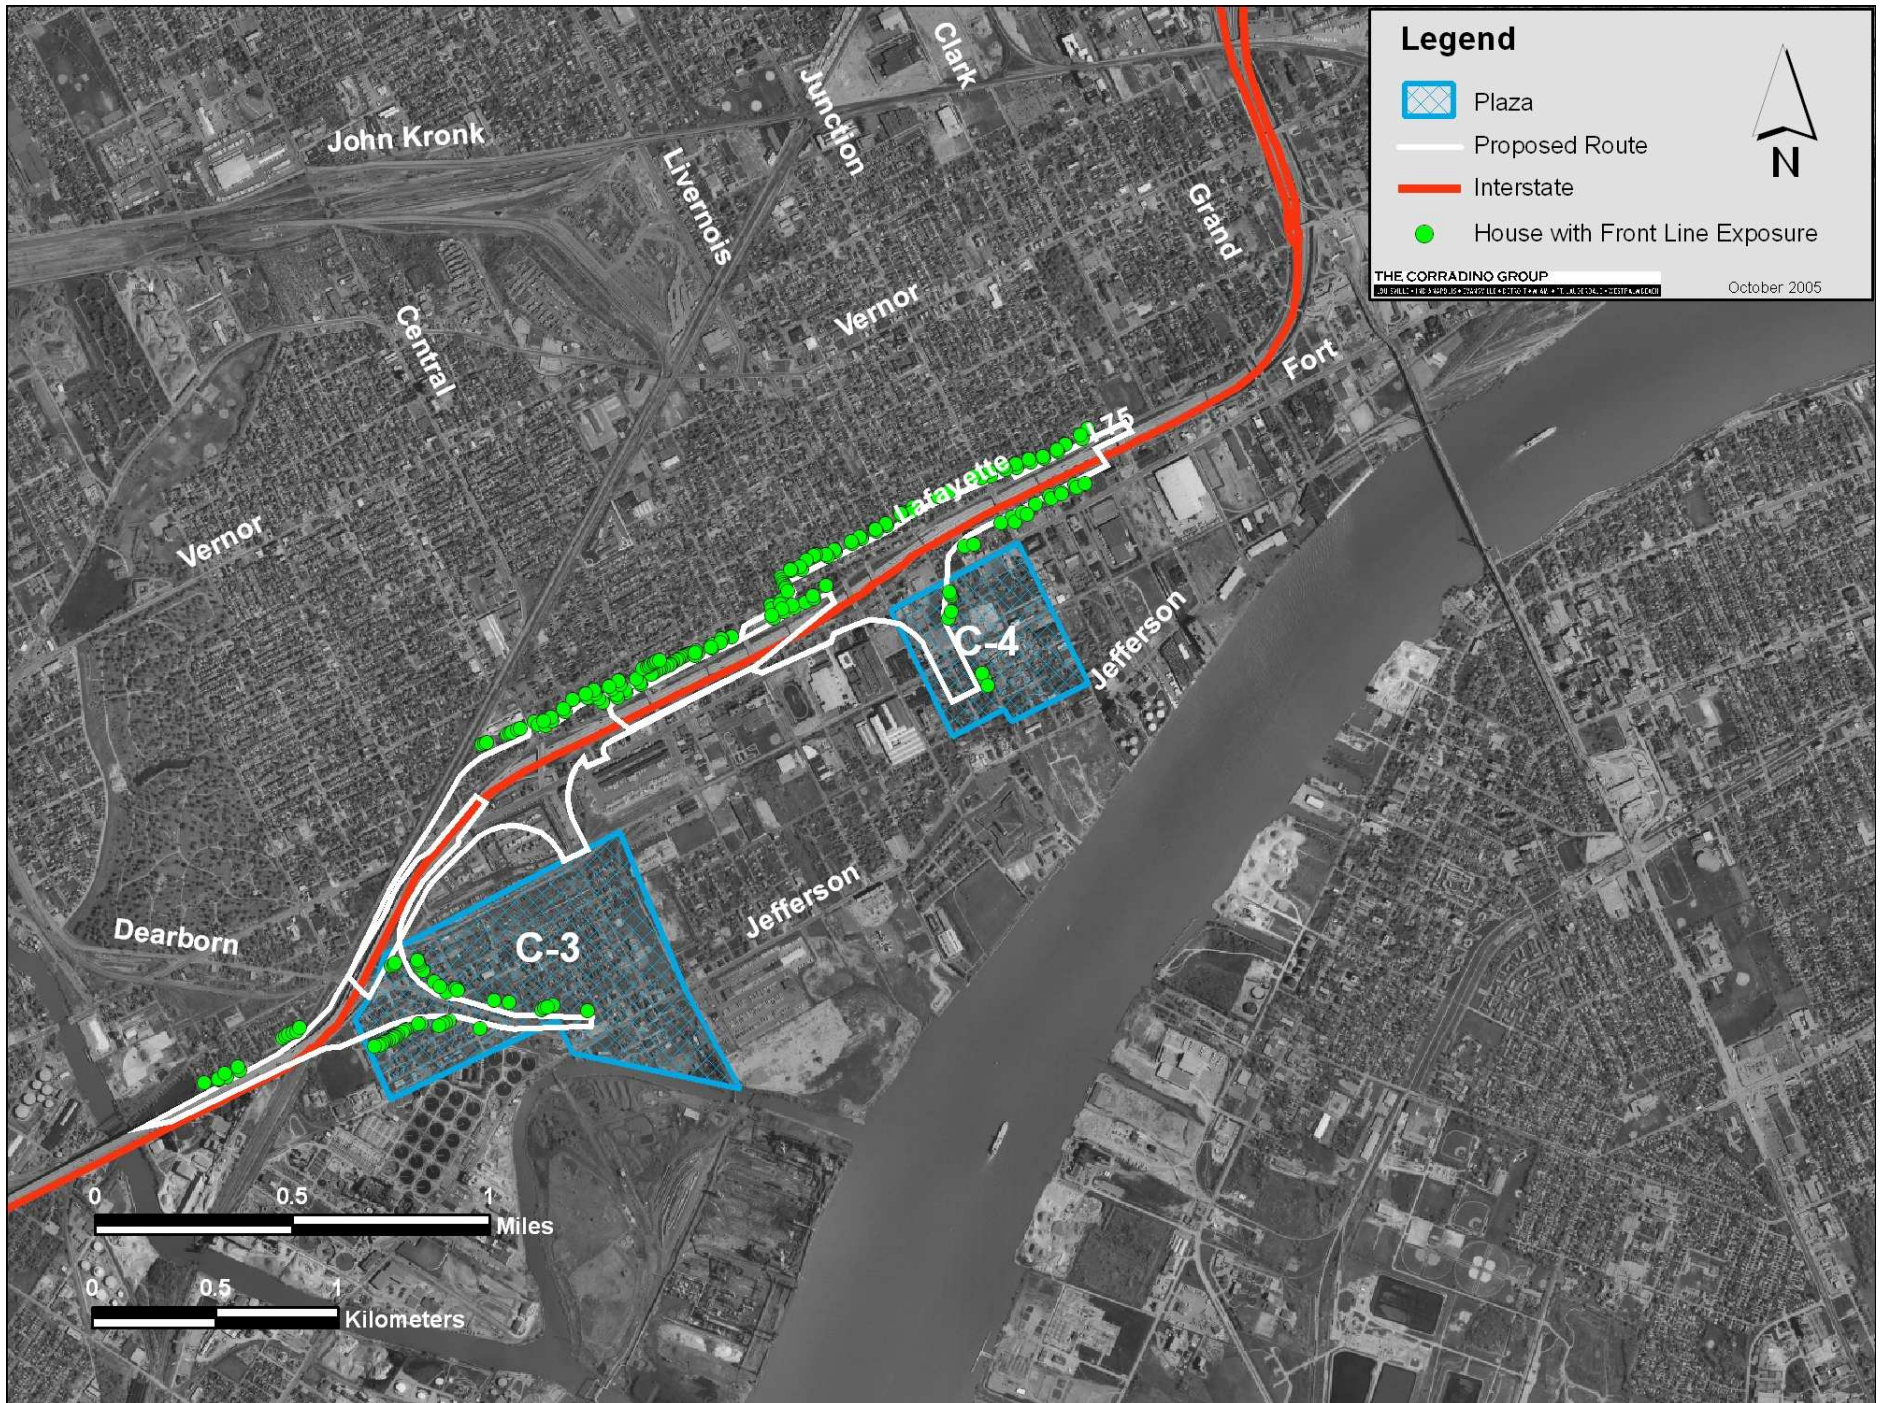 Legend
Plaza
Proposed Route
Interstate
House with Front Line Exposure
N
THE CORRADINO GROUP
October 2005
Clark
Junction
John Kronk
Livernois
Grand
Vernor
Central
Fort
I-75
Lafayette
Vernor
C-4
Jefferson
Jefferson
Dearborn
C-3
0 0.5 1
Miles
0 0.5 1
Kilometers